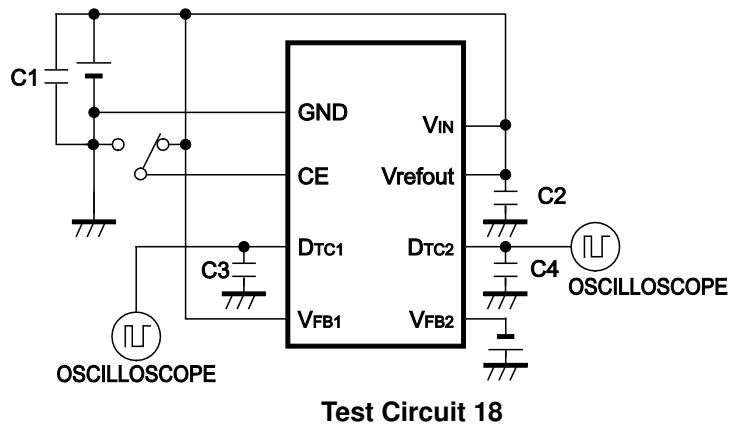 C1
GND
VIN
CE
Vrefout
C2
DTC1
DTC2
C3
C4
OSCILLOSCOPE
VFB1
VFB2
OSCILLOSCOPE
Test Circuit 18